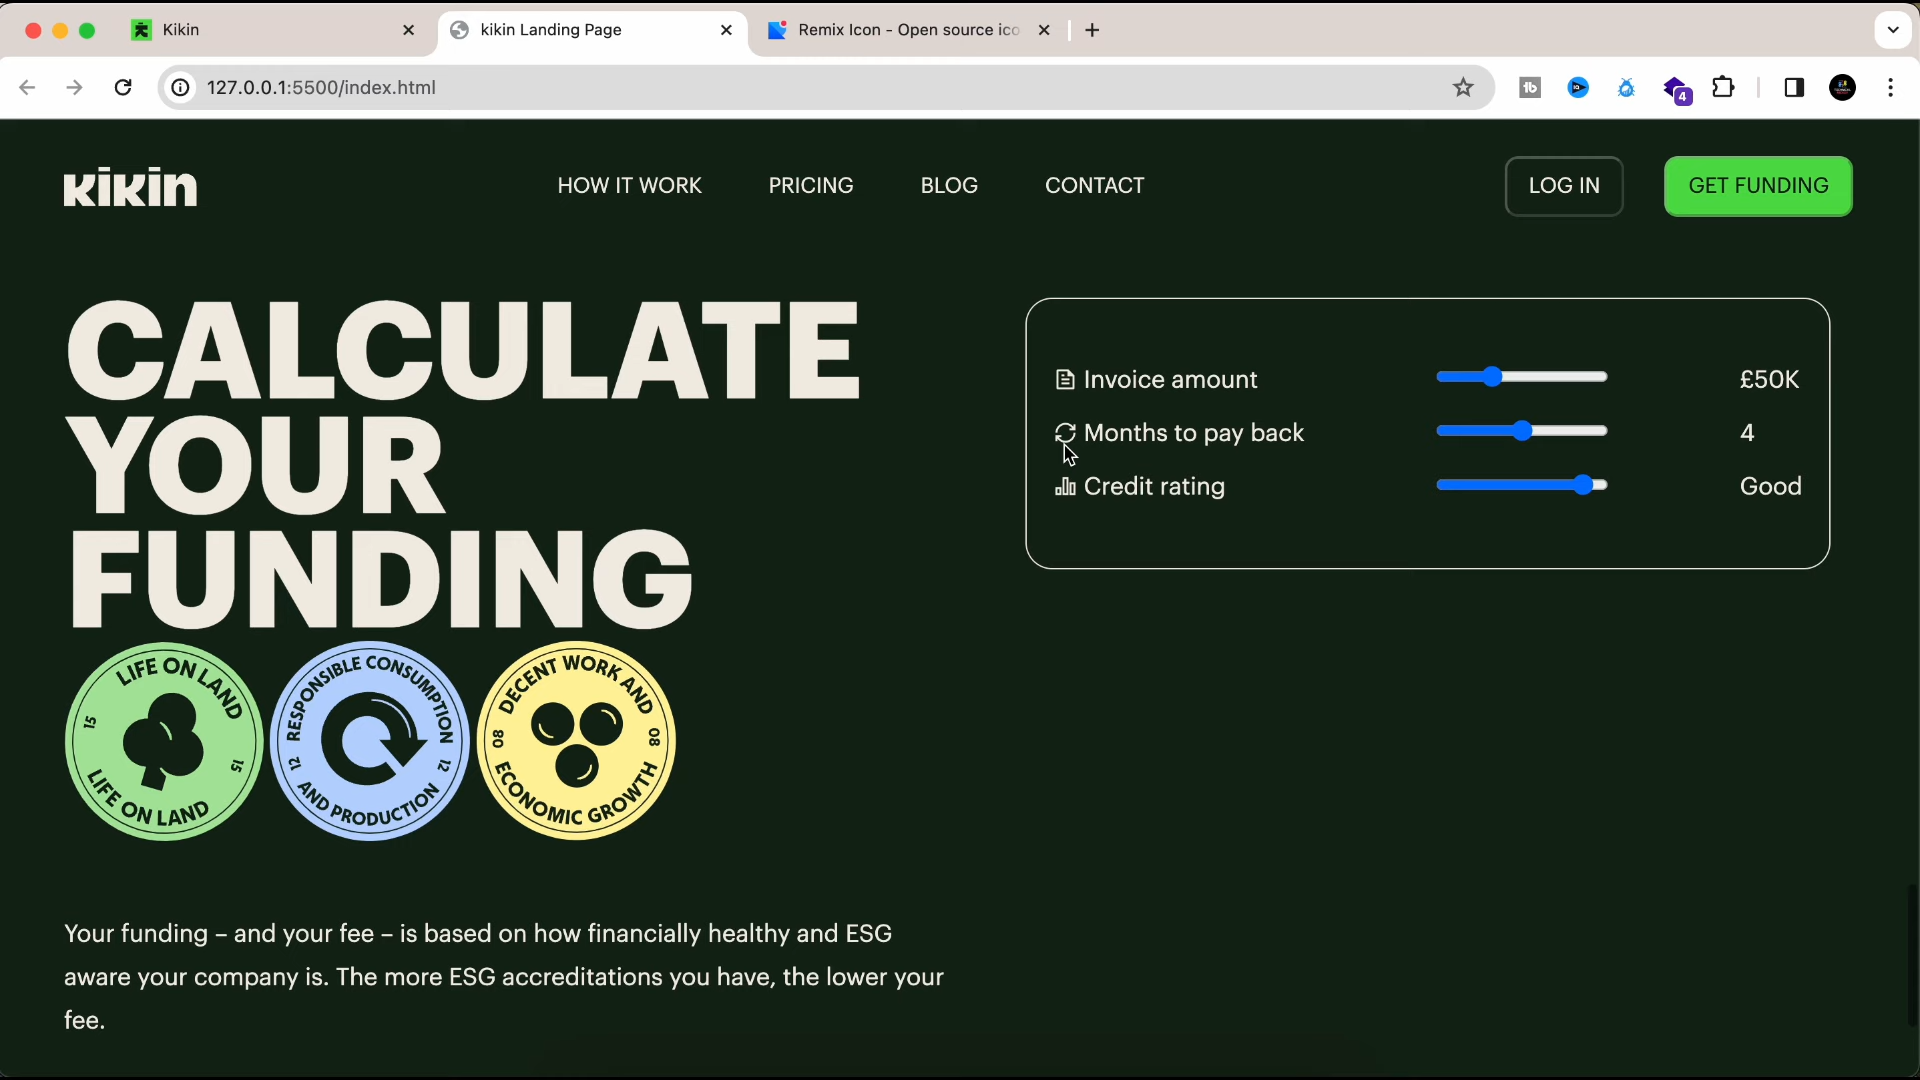 Kikin
kikin Landing Page
Remix Icon - Open source ico
127.0.0.1:5500/index.html
4
kikin
HOW IT WORK
PRICING
BLOG
CONTACT
LOG IN
GET FUNDING
CALCULATE
YOUR
FUNDING
Invoice amount
£50K
Months to pay back
4
Credit rating
Good
LIFE ON LAND
15
15
LIFE ON LAND
RESPONSIBLE CONSUMPTION
12
12
AND PRODUCTION
DECENT WORK AND
08
08
ECONOMIC GROWTH
Your funding – and your fee – is based on how financially healthy and ESG
aware your company is. The more ESG accreditations you have, the lower your
fee.